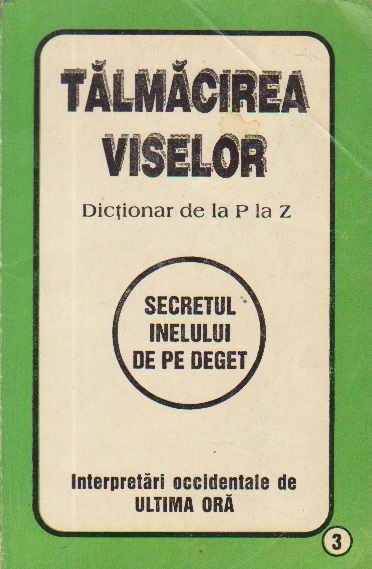 TĂLMĂCIREA
VISELOR
Dicționar de la P la Z
SECRETUL
INELULUI
DE PE DEGET
Interpretări occidentale de
ULTIMA ORĂ
3